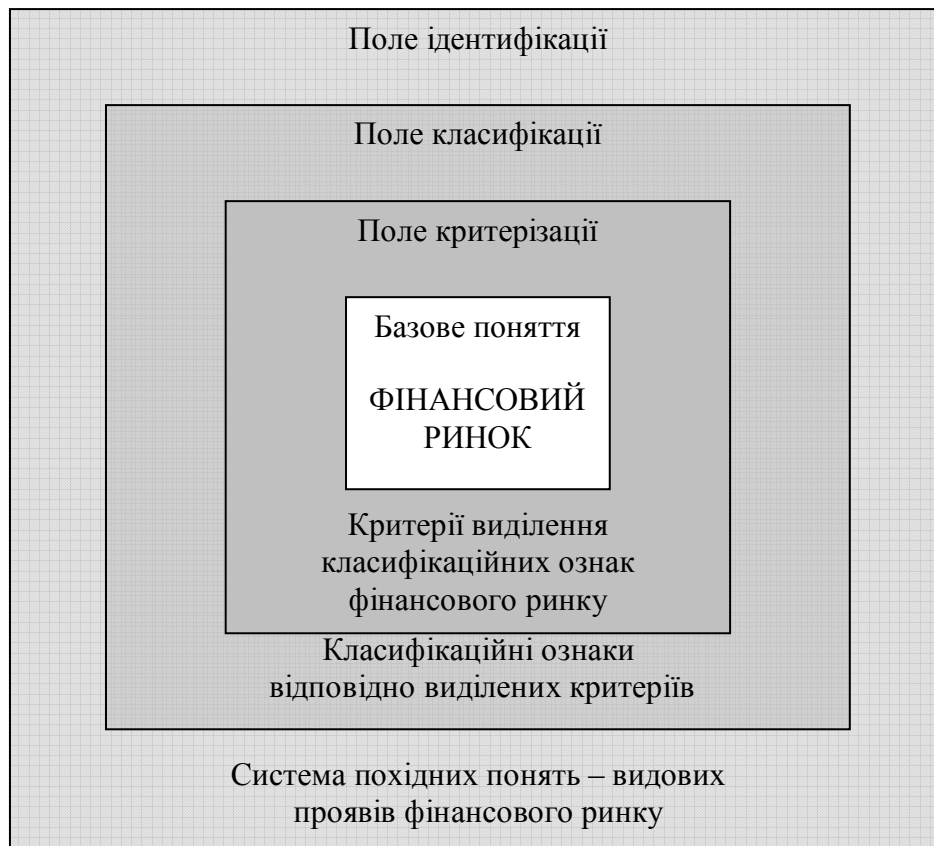 Поле ідентифікації
Поле класифікації
Поле критерізації
Базове поняття
ФІНАНСОВИЙ
РИНОК
Критерії виділення
класифікаційних ознак
фінансового ринку
Класифікаційні ознаки
відповідно виділених критеріїв
Система похідних понять – видових
проявів фінансового ринку